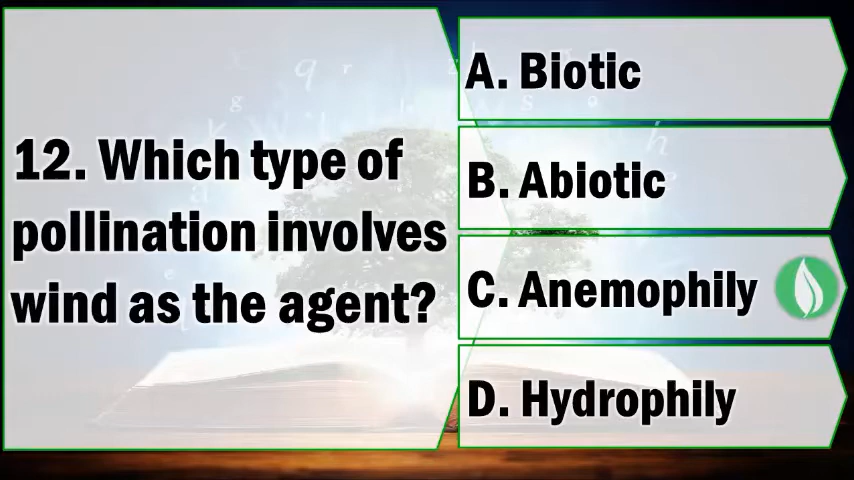 12. Which type of
pollination involves
wind as the agent?
A. Biotic
B. Abiotic
C. Anemophily
D. Hydrophily